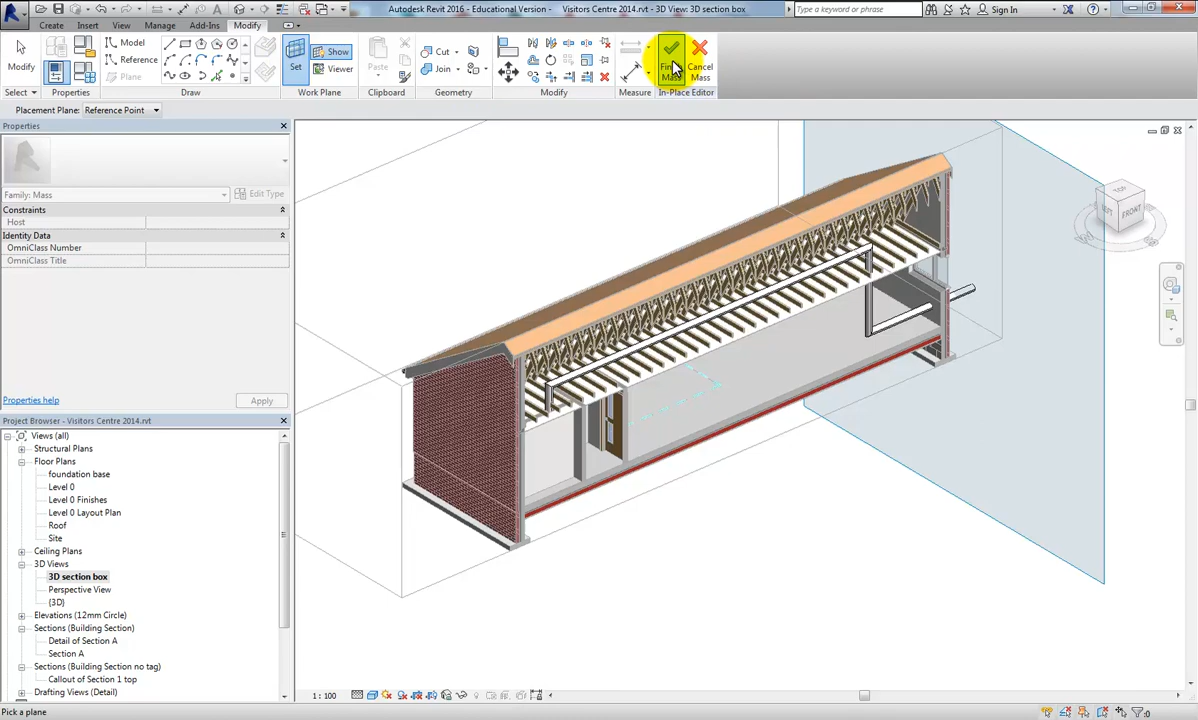 Autodesk Revit 2016 - Educational Version - Visitors Centre 2014.rvt - 3D View: 3D section box
Type a keyword or phrase
Sign In
Create Insert View Manage Add-Ins Modify
Modify
Model
Reference
Plane
Set
Show
Viewer
Paste
Cut
Join
Finish Mass
Cancel Mass
Select Properties Draw Work Plane Clipboard Geometry Modify Measure In-Place Editor
Placement Plane: Reference Point
Properties
Family: Mass
Edit Type
Constraints
Host
Identity Data
OmniClass Number
OmniClass Title
Properties help
Apply
Project Browser - Visitors Centre 2014.rvt
Views (all)
Structural Plans
Floor Plans
foundation base
Level 0
Level 0 Finishes
Level 0 Layout Plan
Roof
Site
Ceiling Plans
3D Views
3D section box
Perspective View
{3D}
Elevations (12mm Circle)
Sections (Building Section)
Detail of Section A
Section A
Sections (Building Section no tag)
Callout of Section 1 top
Drafting Views (Detail)
TOP
FRONT
1 : 100
Pick a plane
:0